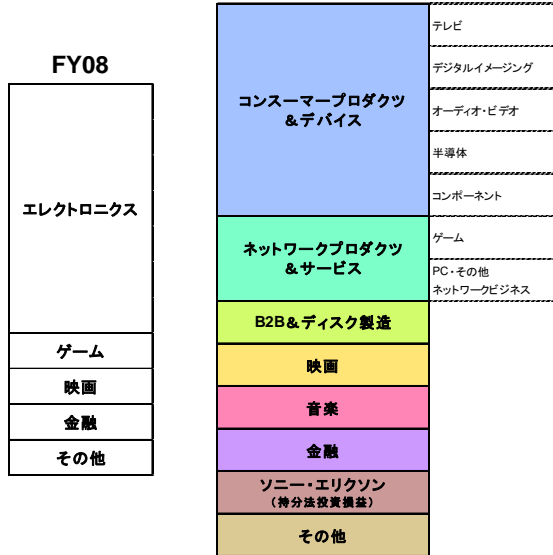 FY08
エレクトロニクス
ゲーム
映画
金融
その他
コンスーマープロダクツ
＆デバイス
テレビ
デジタルイメージング
オーディオ・ビデオ
半導体
コンポーネント
ネットワークプロダクツ
＆サービス
ゲーム
PC・その他
ネットワークビジネス
B2B＆ディスク製造
映画
音楽
金融
ソニー・エリクソン
（持分法投資損益）
その他